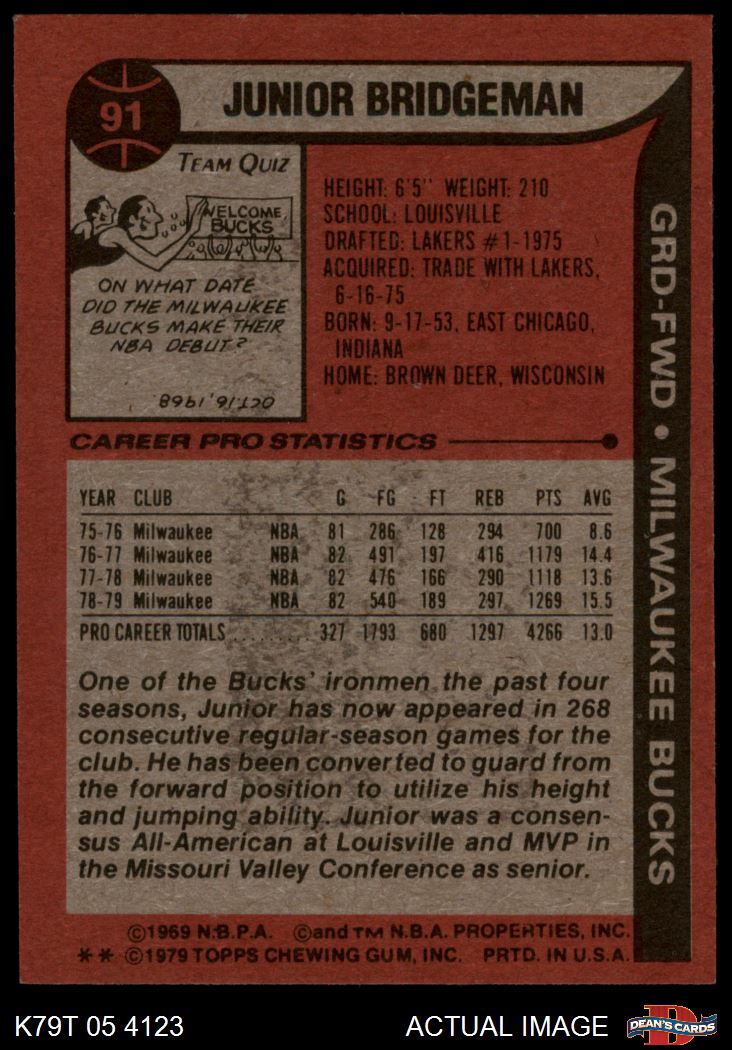 91
JUNIOR BRIDGEMAN
TEAM QUIZ
WELCOME
BUCKS
ON WHAT DATE
DID THE MILWAUKEE
BUCKS MAKE THEIR
NBA DEBUT?
OCT.16,1968
HEIGHT: 6'5" WEIGHT: 210
SCHOOL: LOUISVILLE
DRAFTED: LAKERS #1-1975
ACQUIRED: TRADE WITH LAKERS,
6-16-75
BORN: 9-17-53, EAST CHICAGO,
INDIANA
HOME: BROWN DEER, WISCONSIN
GRD-FWD • MILWAUKEE BUCKS
CAREER PRO STATISTICS
YEAR CLUB G FG FT REB PTS AVG
75-76 Milwaukee NBA 81 286 128 294 700 8.6
76-77 Milwaukee NBA 82 491 197 416 1179 14.4
77-78 Milwaukee NBA 82 476 166 290 1118 13.6
78-79 Milwaukee NBA 82 540 189 297 1269 15.5
PRO CAREER TOTALS ........ 327 1793 680 1297 4266 13.0
One of the Bucks' ironmen the past four
seasons, Junior has now appeared in 268
consecutive regular-season games for the
club. He has been converted to guard from
the forward position to utilize his height
and jumping ability. Junior was a consen-
sus All-American at Louisville and MVP in
the Missouri Valley Conference as senior.
©1969 N.B.P.A. ©and TM N.B.A. PROPERTIES, INC.
** ©1979 TOPPS CHEWING GUM, INC. PRTD. IN U.S.A.
K79T 05 4123
ACTUAL IMAGE
D
DEAN'S CARDS